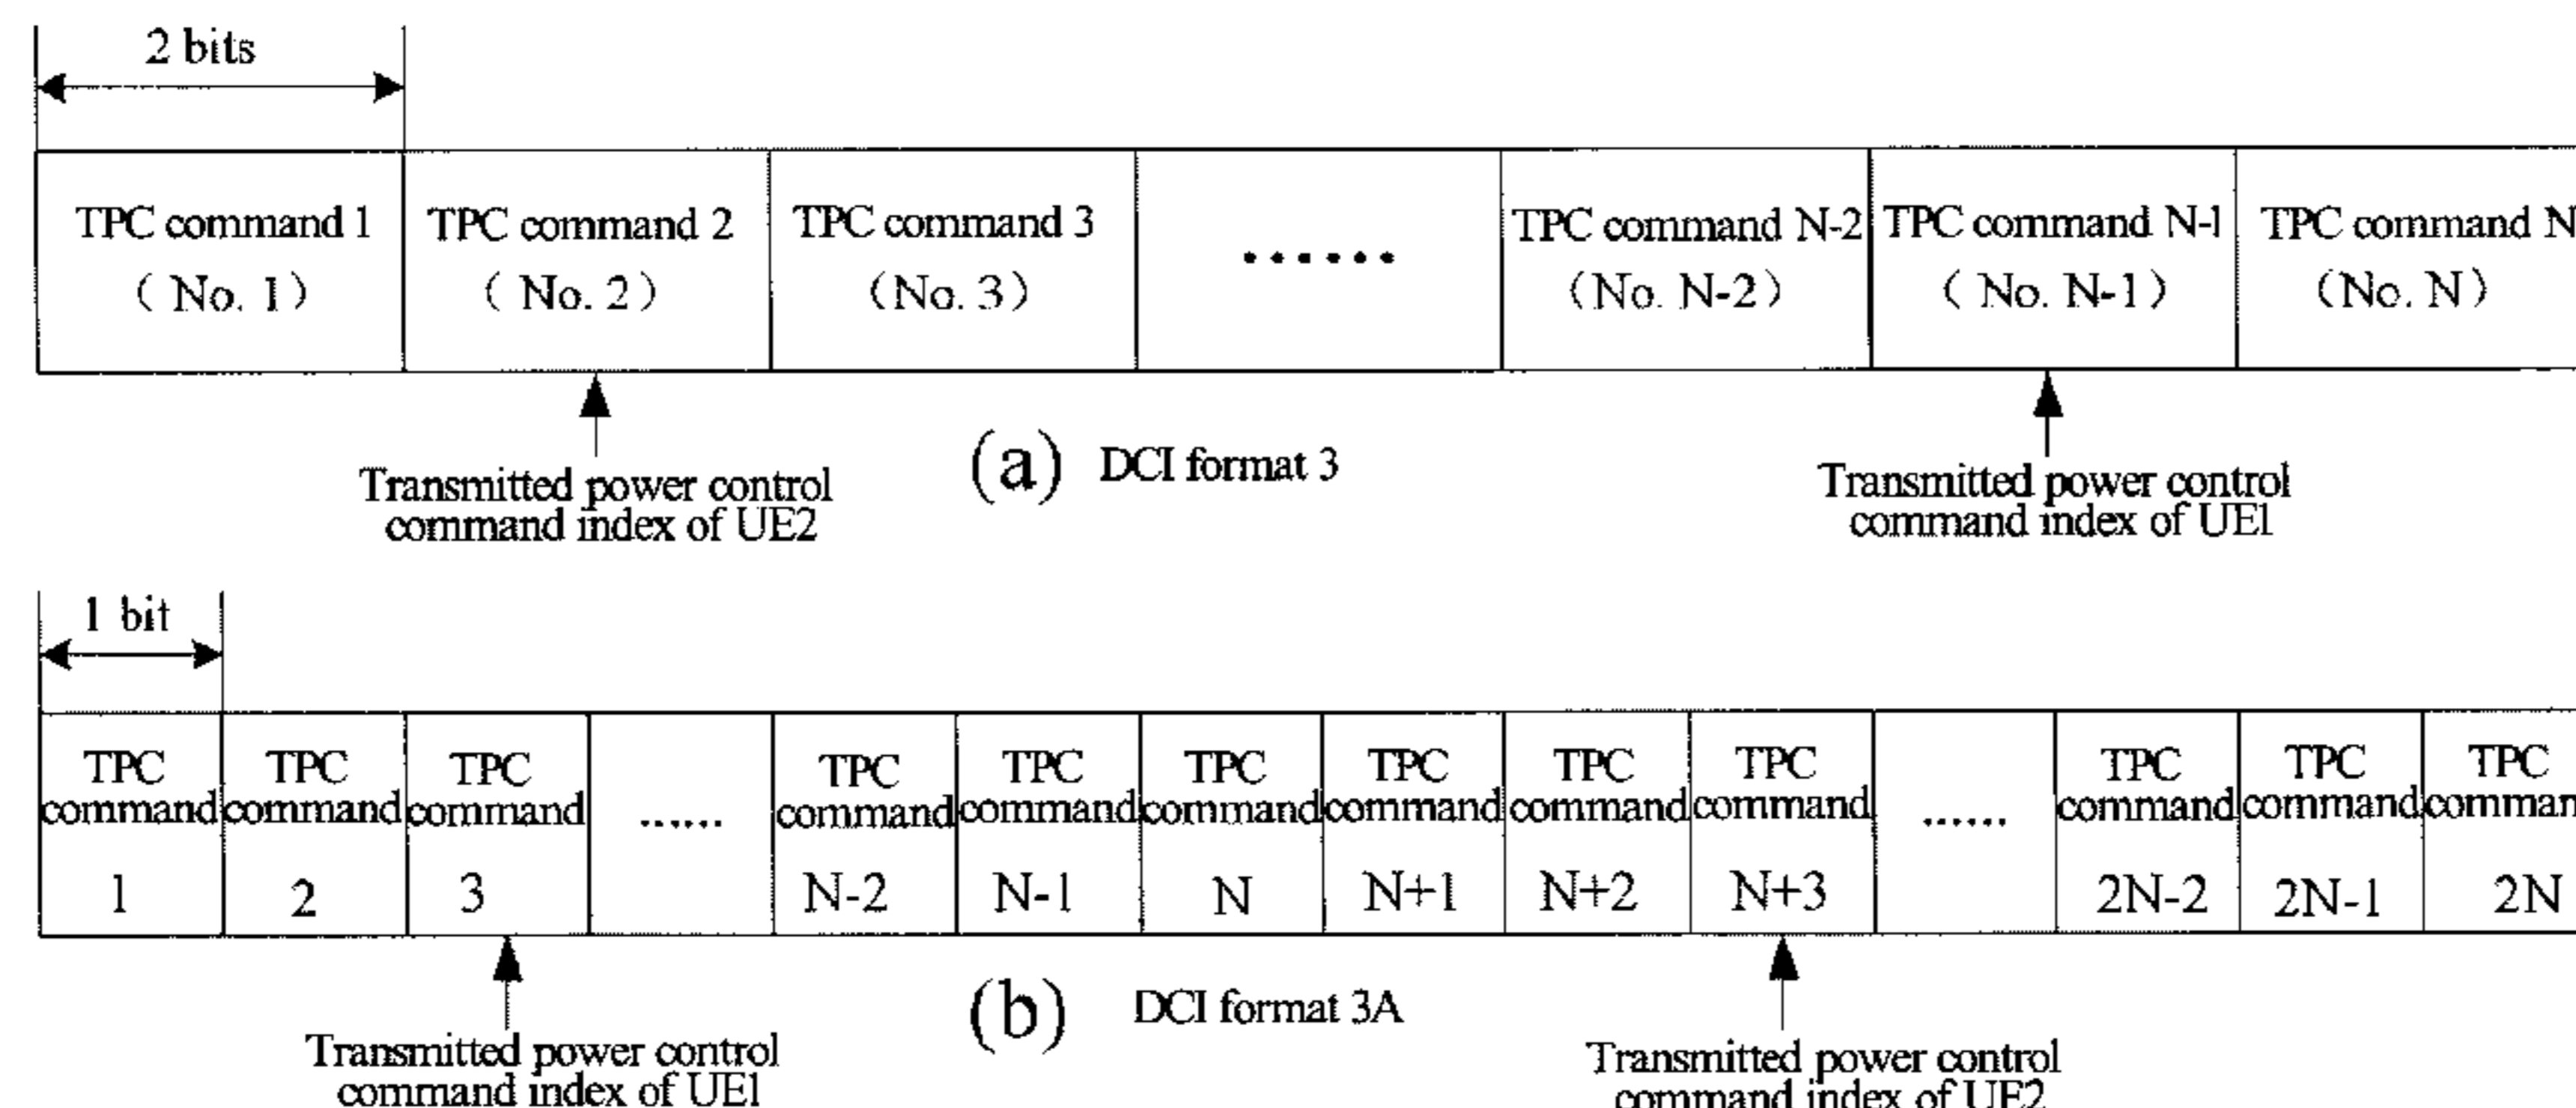 2 bits
TPC command 1 TPC command 2 TPC command 3 ...... TPC command N-2 TPC command N-1 TPC command N
(No. 1) (No. 2) (No. 3) (No. N-2) (No. N-1) (No. N)
Transmitted power control
command index of UE2
(a) DCI format 3
Transmitted power control
command index of UE1
1 bit
TPC TPC TPC TPC TPC TPC TPC TPC TPC TPC TPC TPC
command command command ...... command command command command command command ...... command command comman
1 2 3 N-2 N-1 N N+1 N+2 N+3 2N-2 2N-1 2N
Transmitted power control
command index of UE1
(b) DCI format 3A
Transmitted power control
command index of UE2